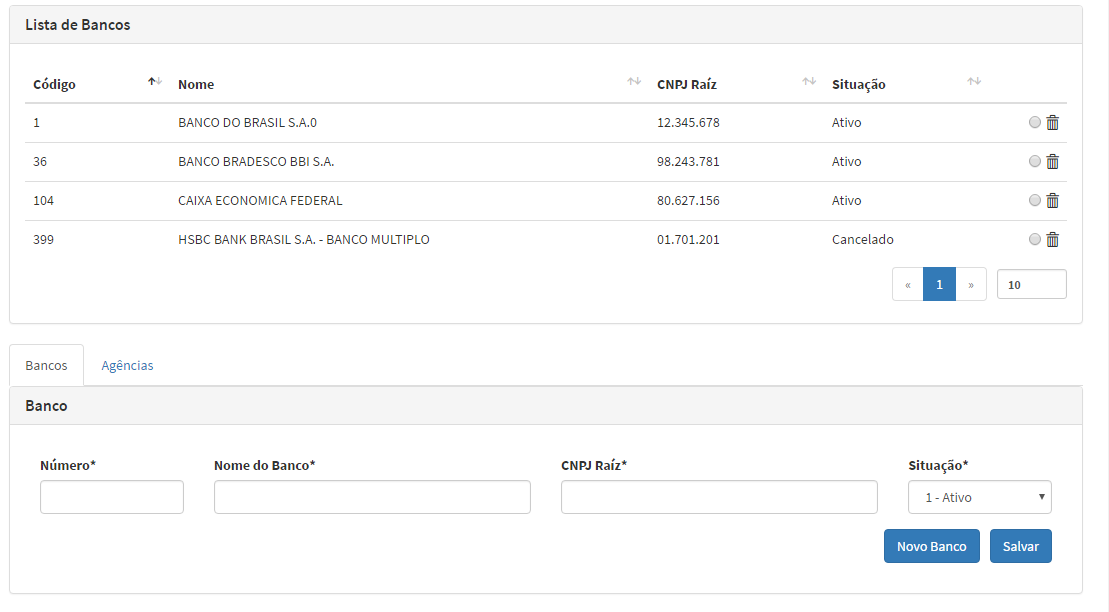 Lista de Bancos
Código Nome CNPJ Raíz Situação
1 BANCO DO BRASIL S.A.0 12.345.678 Ativo
36 BANCO BRADESCO BBI S.A. 98.243.781 Ativo
104 CAIXA ECONOMICA FEDERAL 80.627.156 Ativo
399 HSBC BANK BRASIL S.A. - BANCO MULTIPLO 01.701.201 Cancelado
« 1 » 10
Bancos Agências
Banco
Número* Nome do Banco* CNPJ Raíz* Situação*
1 - Ativo
Novo Banco Salvar